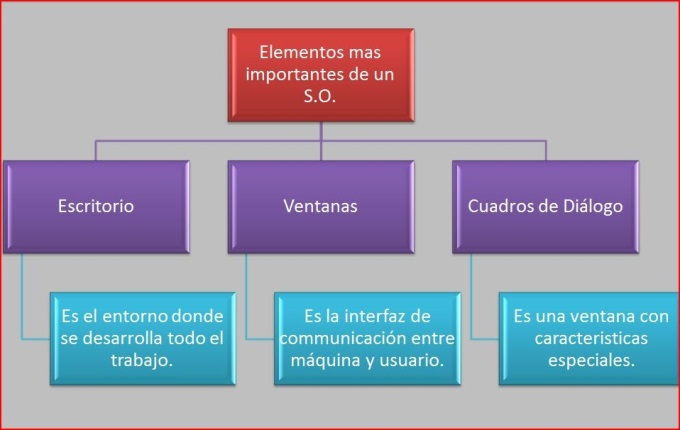 Elementos mas
importantes de un
S.O.
Escritorio
Ventanas
Cuadros de Diálogo
Es el entorno donde
se desarrolla todo el
trabajo.
Es la interfaz de
comunicación entre
máquina y usuario.
Es una ventana con
caracteristicas
especiales.